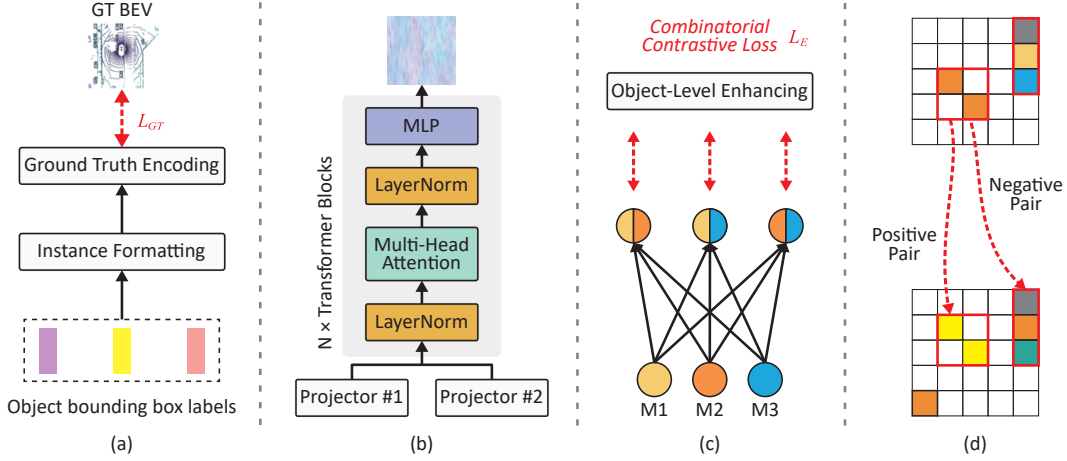 GT BEV
L_GT
Ground Truth Encoding
Instance Formatting
Object bounding box labels
(a)
MLP
LayerNorm
Multi-Head
Attention
LayerNorm
N × Transformer Blocks
Projector #1
Projector #2
(b)
Combinatorial
Contrastive Loss L_E
Object-Level Enhancing
M1
M2
M3
(c)
Negative
Pair
Positive
Pair
(d)